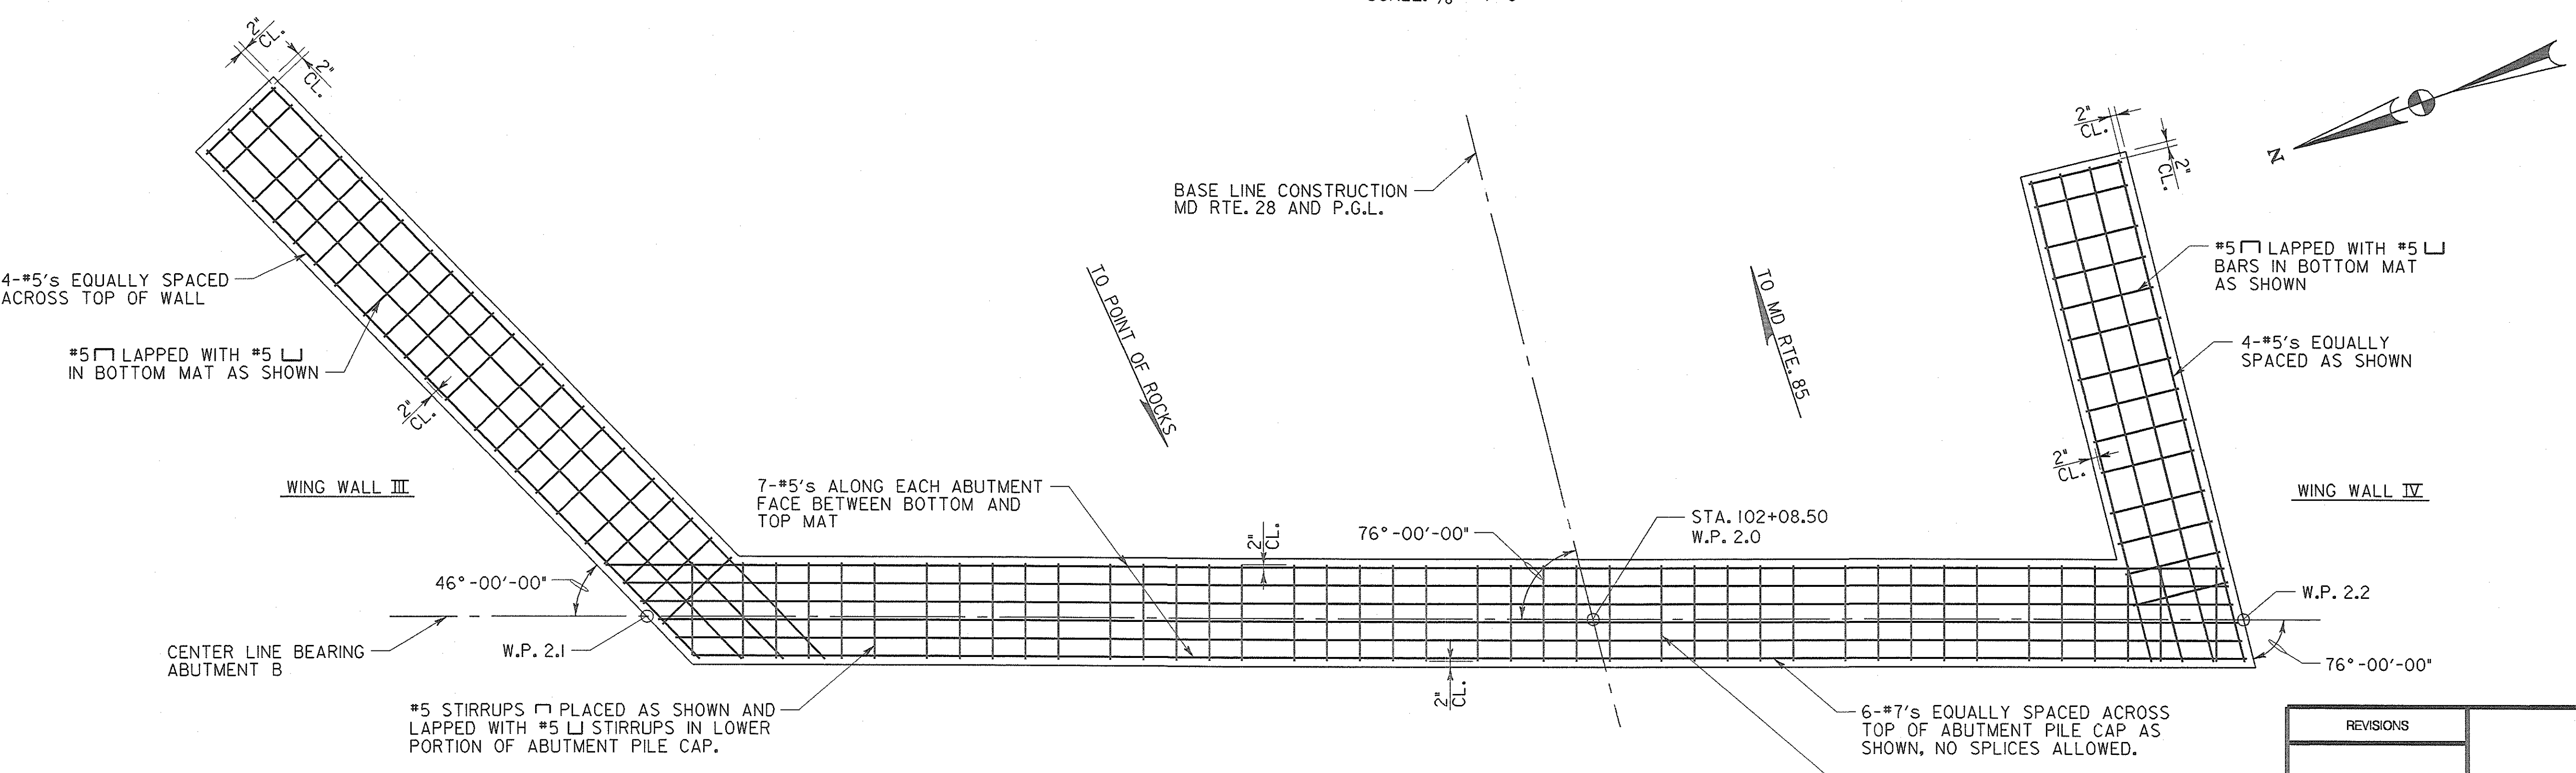 2" CL.
2" CL.
2" CL.
2" CL.
N
BASE LINE CONSTRUCTION
MD RTE. 28 AND P.G.L.
4-#5's EQUALLY SPACED
ACROSS TOP OF WALL
#5 LAPPED WITH #5
IN BOTTOM MAT AS SHOWN
2" CL.
TO POINT OF ROCKS
TO MD RTE. 85
#5 LAPPED WITH #5
BARS IN BOTTOM MAT
AS SHOWN
4-#5's EQUALLY
SPACED AS SHOWN
2" CL.
WING WALL III
7-#5's ALONG EACH ABUTMENT
FACE BETWEEN BOTTOM AND
TOP MAT
2" CL.
76°-00'-00"
STA. 102+08.50
W.P. 2.0
WING WALL IV
46°-00'-00"
W.P. 2.2
CENTER LINE BEARING
ABUTMENT B
W.P. 2.1
76°-00'-00"
2" CL.
#5 STIRRUPS PLACED AS SHOWN AND
LAPPED WITH #5 STIRRUPS IN LOWER
PORTION OF ABUTMENT PILE CAP.
6-#7's EQUALLY SPACED ACROSS
TOP OF ABUTMENT PILE CAP AS
SHOWN, NO SPLICES ALLOWED.
REVISIONS